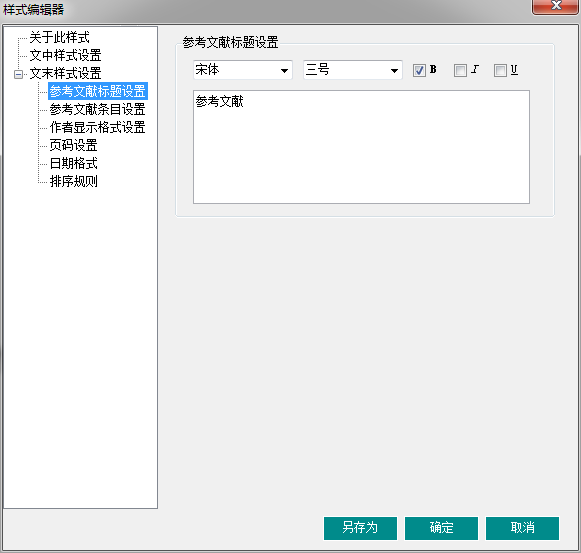 样式编辑器
关于此样式
文中样式设置
文末样式设置
参考文献标题设置
参考文献条目设置
作者显示格式设置
页码设置
日期格式
排序规则
参考文献标题设置
宋体 三号 B I U
参考文献
另存为 确定 取消